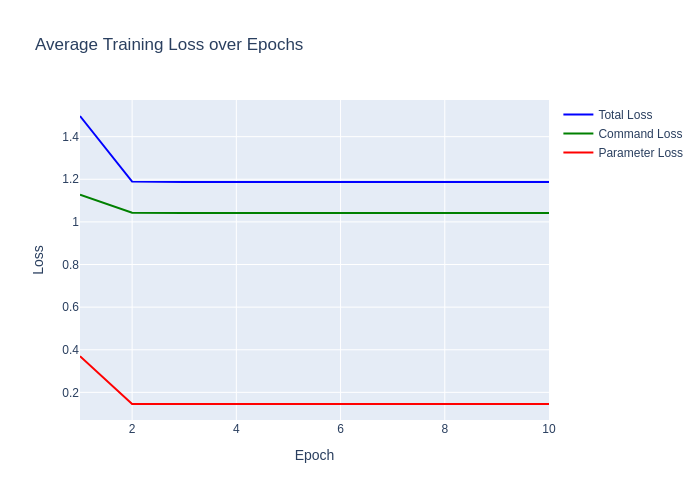 Average Training Loss over Epochs
Total Loss
Command Loss
Parameter Loss
1.4
1.2
1
0.8
0.6
0.4
0.2
Loss
2
4
6
8
10
Epoch